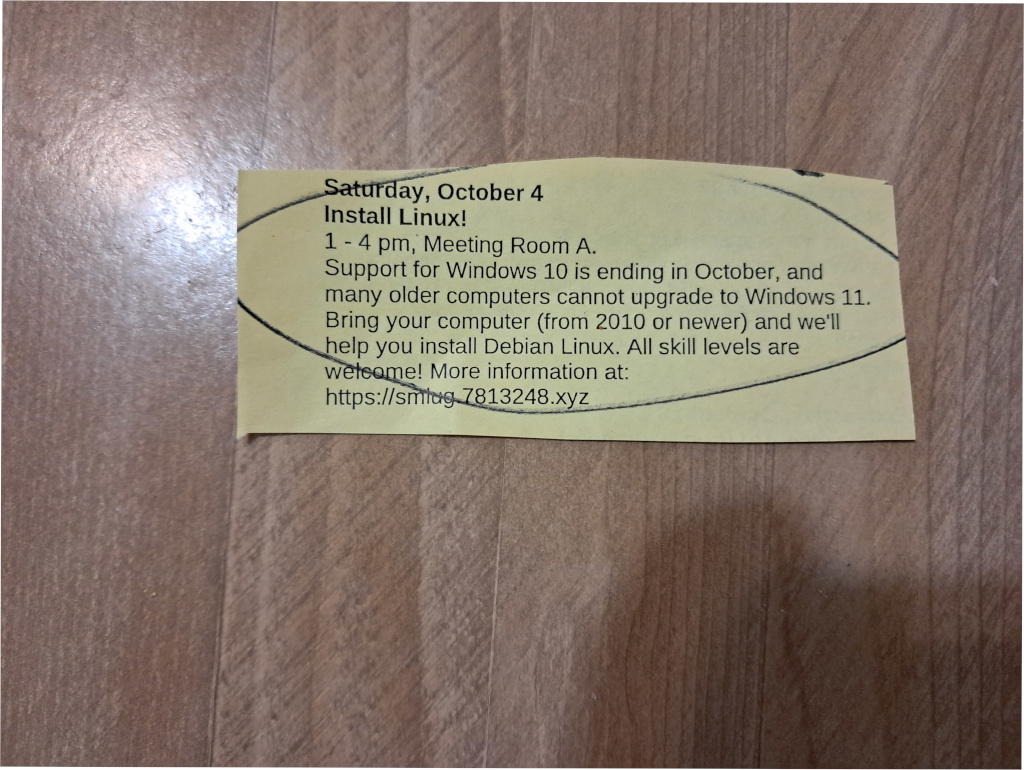 Saturday, October 4
Install Linux!
1 - 4 pm, Meeting Room A.
Support for Windows 10 is ending in October, and
many older computers cannot upgrade to Windows 11.
Bring your computer (from 2010 or newer) and we'll
help you install Debian Linux. All skill levels are
welcome! More information at:
https://smlug.7813248.xyz